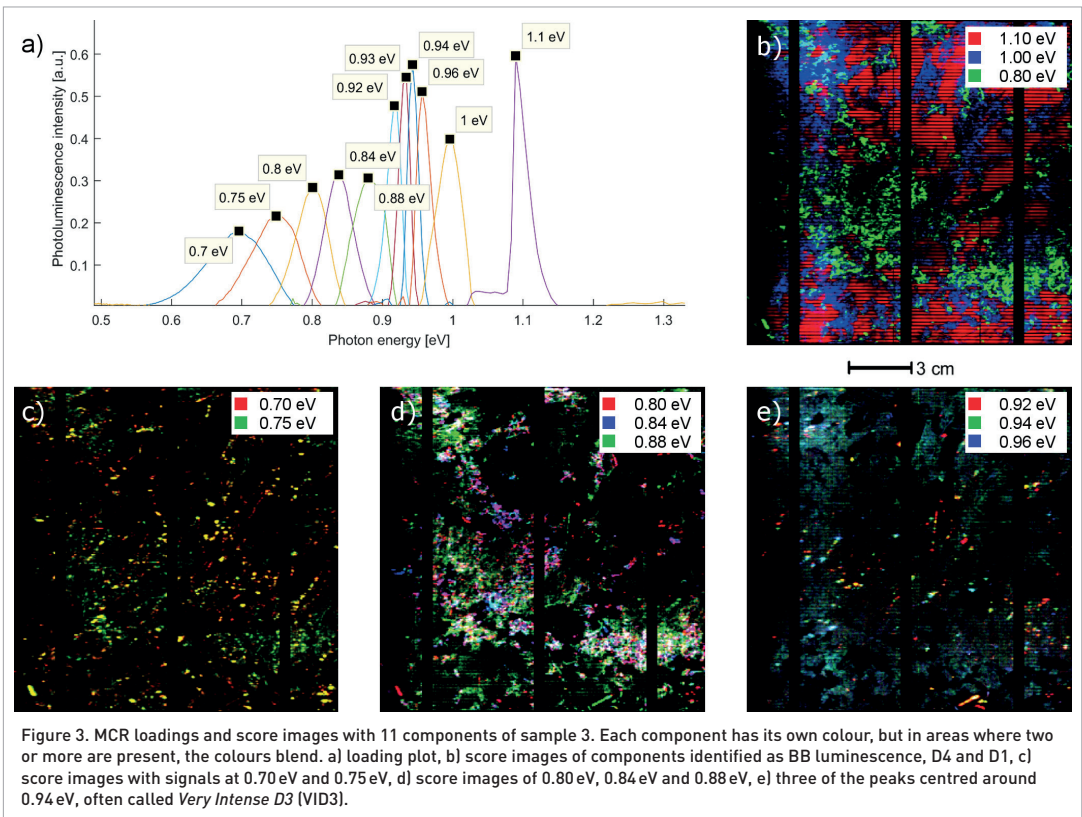 a)
Photoluminescence intensity [a.u.]
0.6
0.5
0.4
0.3
0.2
0.1
0.7 eV
0.75 eV
0.8 eV
0.84 eV
0.88 eV
0.92 eV
0.93 eV
0.94 eV
0.96 eV
1 eV
1.1 eV
0.5 0.6 0.7 0.8 0.9 1 1.1 1.2 1.3
Photon energy [eV]
b)
1.10 eV
1.00 eV
0.80 eV
3 cm
c)
0.70 eV
0.75 eV
d)
0.80 eV
0.84 eV
0.88 eV
e)
0.92 eV
0.94 eV
0.96 eV
Figure 3. MCR loadings and score images with 11 components of sample 3. Each component has its own colour, but in areas where two
or more are present, the colours blend. a) loading plot, b) score images of components identified as BB luminescence, D4 and D1, c)
score images with signals at 0.70 eV and 0.75 eV, d) score images of 0.80 eV, 0.84 eV and 0.88 eV, e) three of the peaks centred around
0.94 eV, often called Very Intense D3 (VID3).